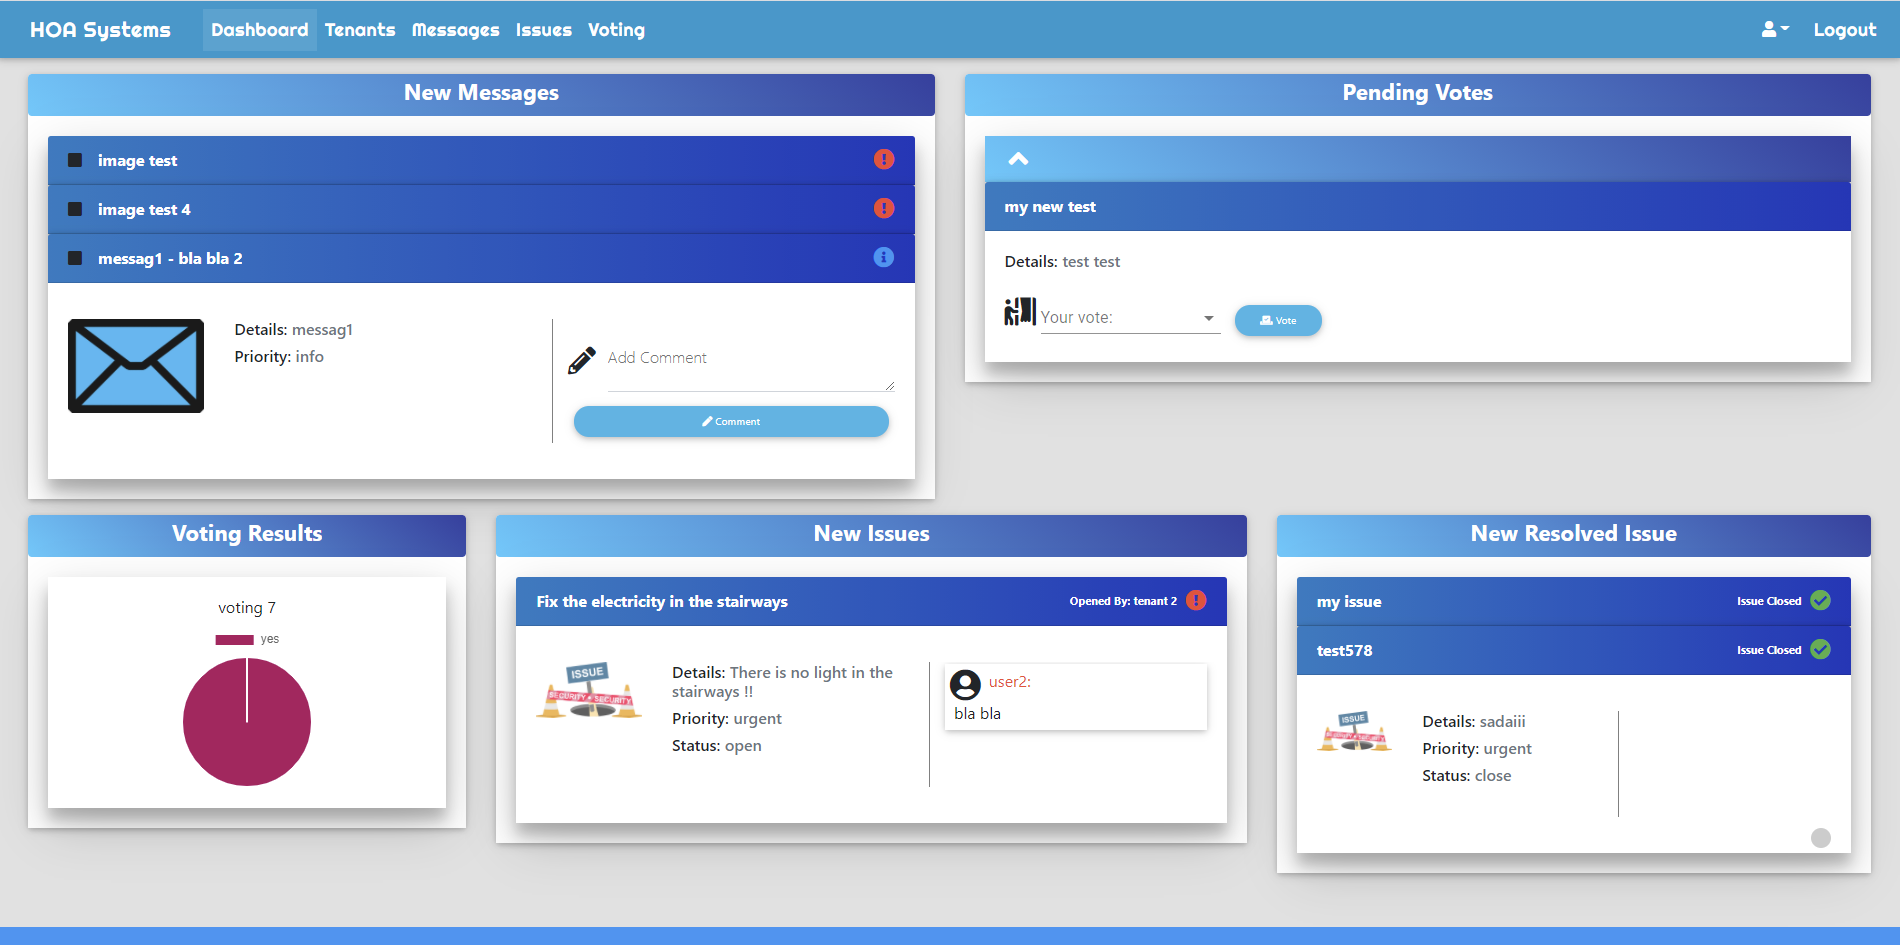 HOA Systems Dashboard Tenants Messages Issues Voting Logout
New Messages
image test
image test 4
messag1 - bla bla 2
Details: messag1
Priority: info
Add Comment
Comment
Pending Votes
my new test
Details: test test
Your vote:
Vote
Voting Results
voting 7
yes
New Issues
Fix the electricity in the stairways Opened By: tenant 2
ISSUE
SECURITY SECURITY
Details: There is no light in the
stairways !!
Priority: urgent
Status: open
user2:
bla bla
New Resolved Issue
my issue Issue Closed
test578 Issue Closed
ISSUE
SECURITY SECURITY
Details: sadaiii
Priority: urgent
Status: close